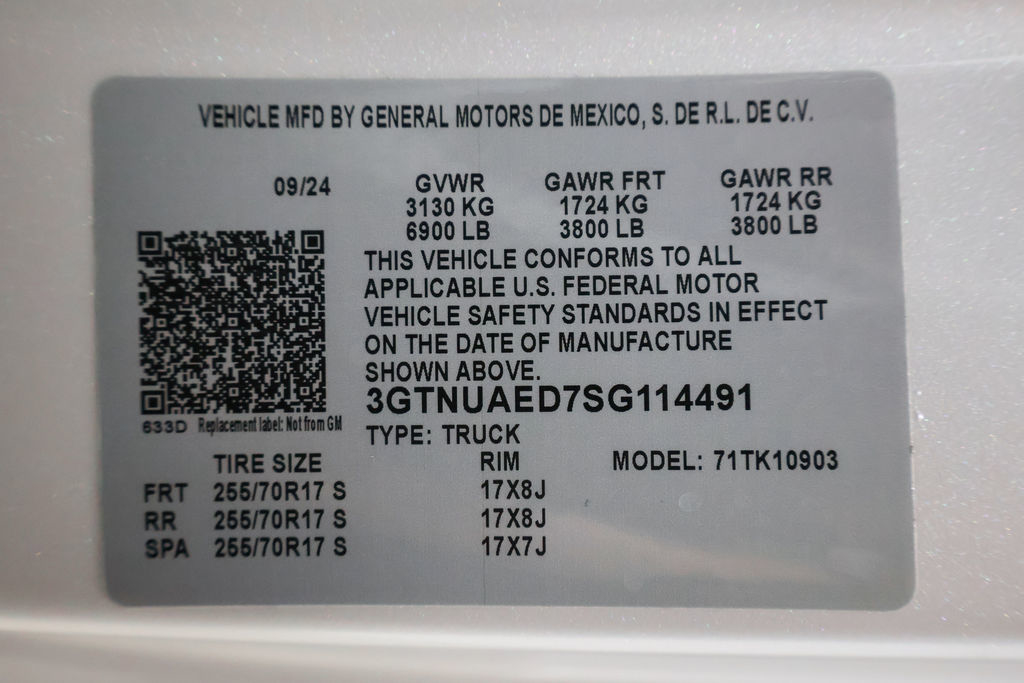 VEHICLE MFD BY GENERAL MOTORS DE MEXICO, S. DE R.L. DE C.V.
09/24 GVWR GAWR FRT GAWR RR
3130 KG 1724 KG 1724 KG
6900 LB 3800 LB 3800 LB
THIS VEHICLE CONFORMS TO ALL
APPLICABLE U.S. FEDERAL MOTOR
VEHICLE SAFETY STANDARDS IN EFFECT
ON THE DATE OF MANUFACTURE
SHOWN ABOVE.
3GTNUAED7SG114491
633D Replacement label: Not from GM
TYPE: TRUCK
TIRE SIZE RIM MODEL: 71TK10903
FRT 255/70R17 S 17X8J
RR 255/70R17 S 17X8J
SPA 255/70R17 S 17X7J